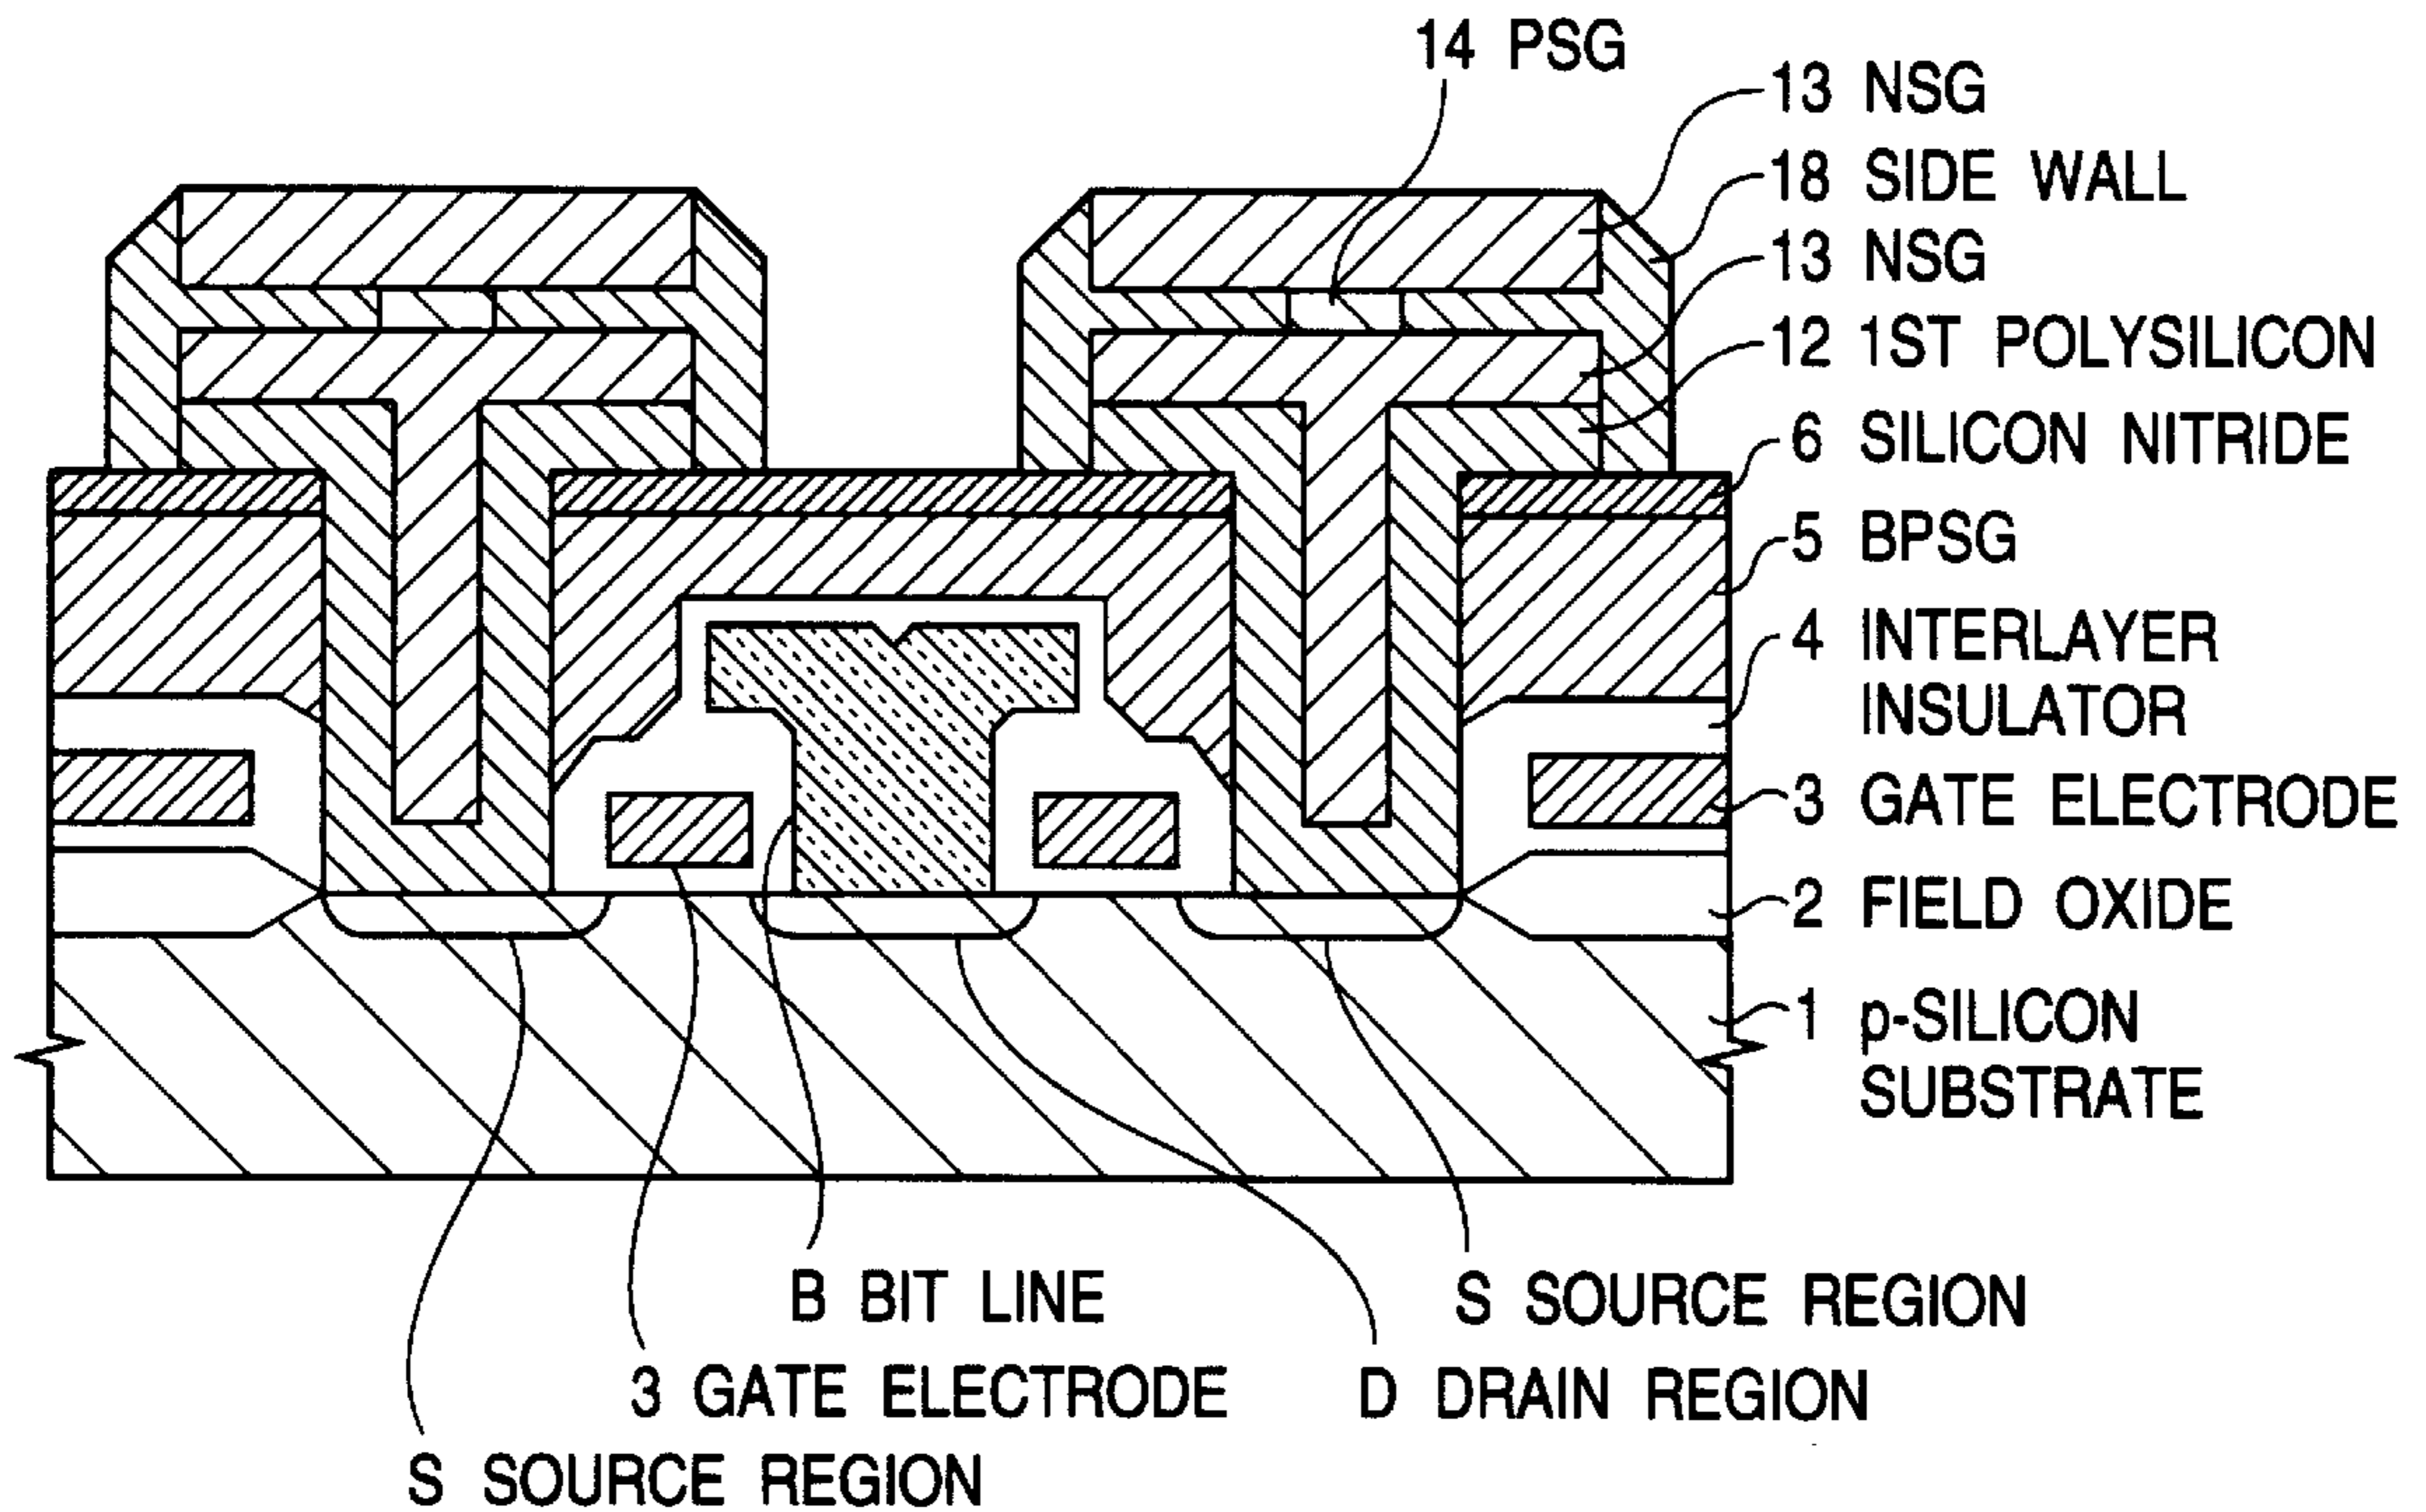 14 PSG
13 NSG
18 SIDE WALL
13 NSG
12 1ST POLYSILICON
6 SILICON NITRIDE
5 BPSG
4 INTERLAYER
INSULATOR
3 GATE ELECTRODE
2 FIELD OXIDE
1 p-SILICON
SUBSTRATE
B BIT LINE
S SOURCE REGION
3 GATE ELECTRODE
D DRAIN REGION
S SOURCE REGION